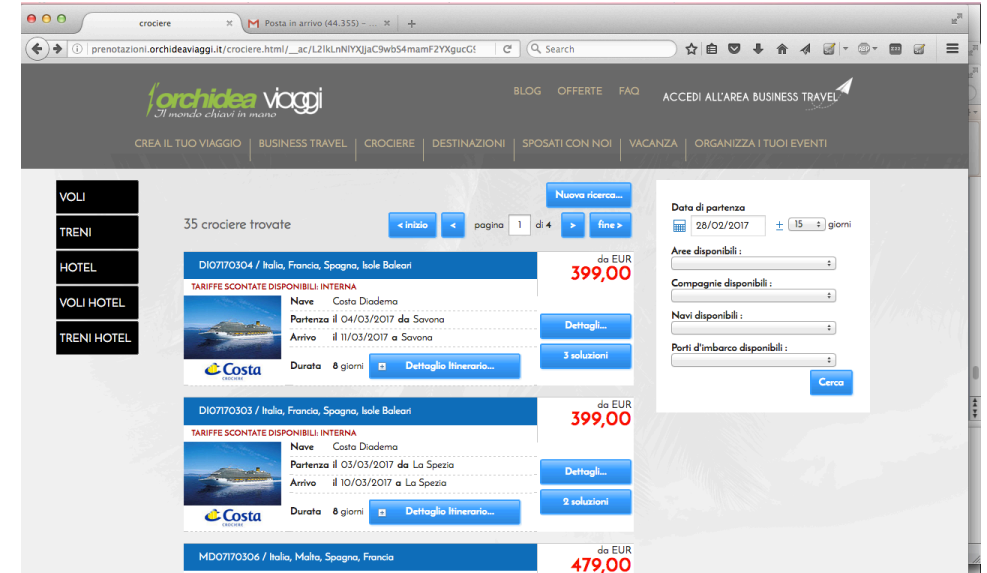 crociere × Posta in arrivo (44.355) – ... × +
prenotazioni.orchideaviaggi.it/crociere.html/__ac/ Search
lorchidea viaggi
Il mondo chiavi in mano
BLOG OFFERTE FAQ ACCEDI ALL'AREA BUSINESS TRAVEL
CREA IL TUO VIAGGIO | BUSINESS TRAVEL | CROCIERE | DESTINAZIONI | SPOSATI CON NOI | VACANZA | ORGANIZZA I TUOI EVENTI
VOLI
TRENI
HOTEL
VOLI HOTEL
TRENI HOTEL
Nuova ricerca...
35 crociere trovate
< inizio < pagina 1 di 4 > fine >
DI07170304 / Italia, Francia, Spagna, Isole Baleari
da EUR
399,00
TARIFFE SCONTATE DISPONIBILI: INTERNA
Nave Costa Diadema
Partenza il 04/03/2017 da Savona
Arrivo il 11/03/2017 a Savona
Durata 8 giorni Dettaglio Itinerario...
Costa
CROCIERE
Dettagli...
3 soluzioni
DI07170303 / Italia, Francia, Spagna, Isole Baleari
da EUR
399,00
TARIFFE SCONTATE DISPONIBILI: INTERNA
Nave Costa Diadema
Partenza il 03/03/2017 da La Spezia
Arrivo il 10/03/2017 a La Spezia
Durata 8 giorni Dettaglio Itinerario...
Costa
CROCIERE
Dettagli...
2 soluzioni
MD07170306 / Italia, Malta, Spagna, Francia
da EUR
479,00
Data di partenza
28/02/2017 ± 15 giorni
Aree disponibili :
Compagnie disponibili :
Navi disponibili :
Porti d'imbarco disponibili :
Cerca